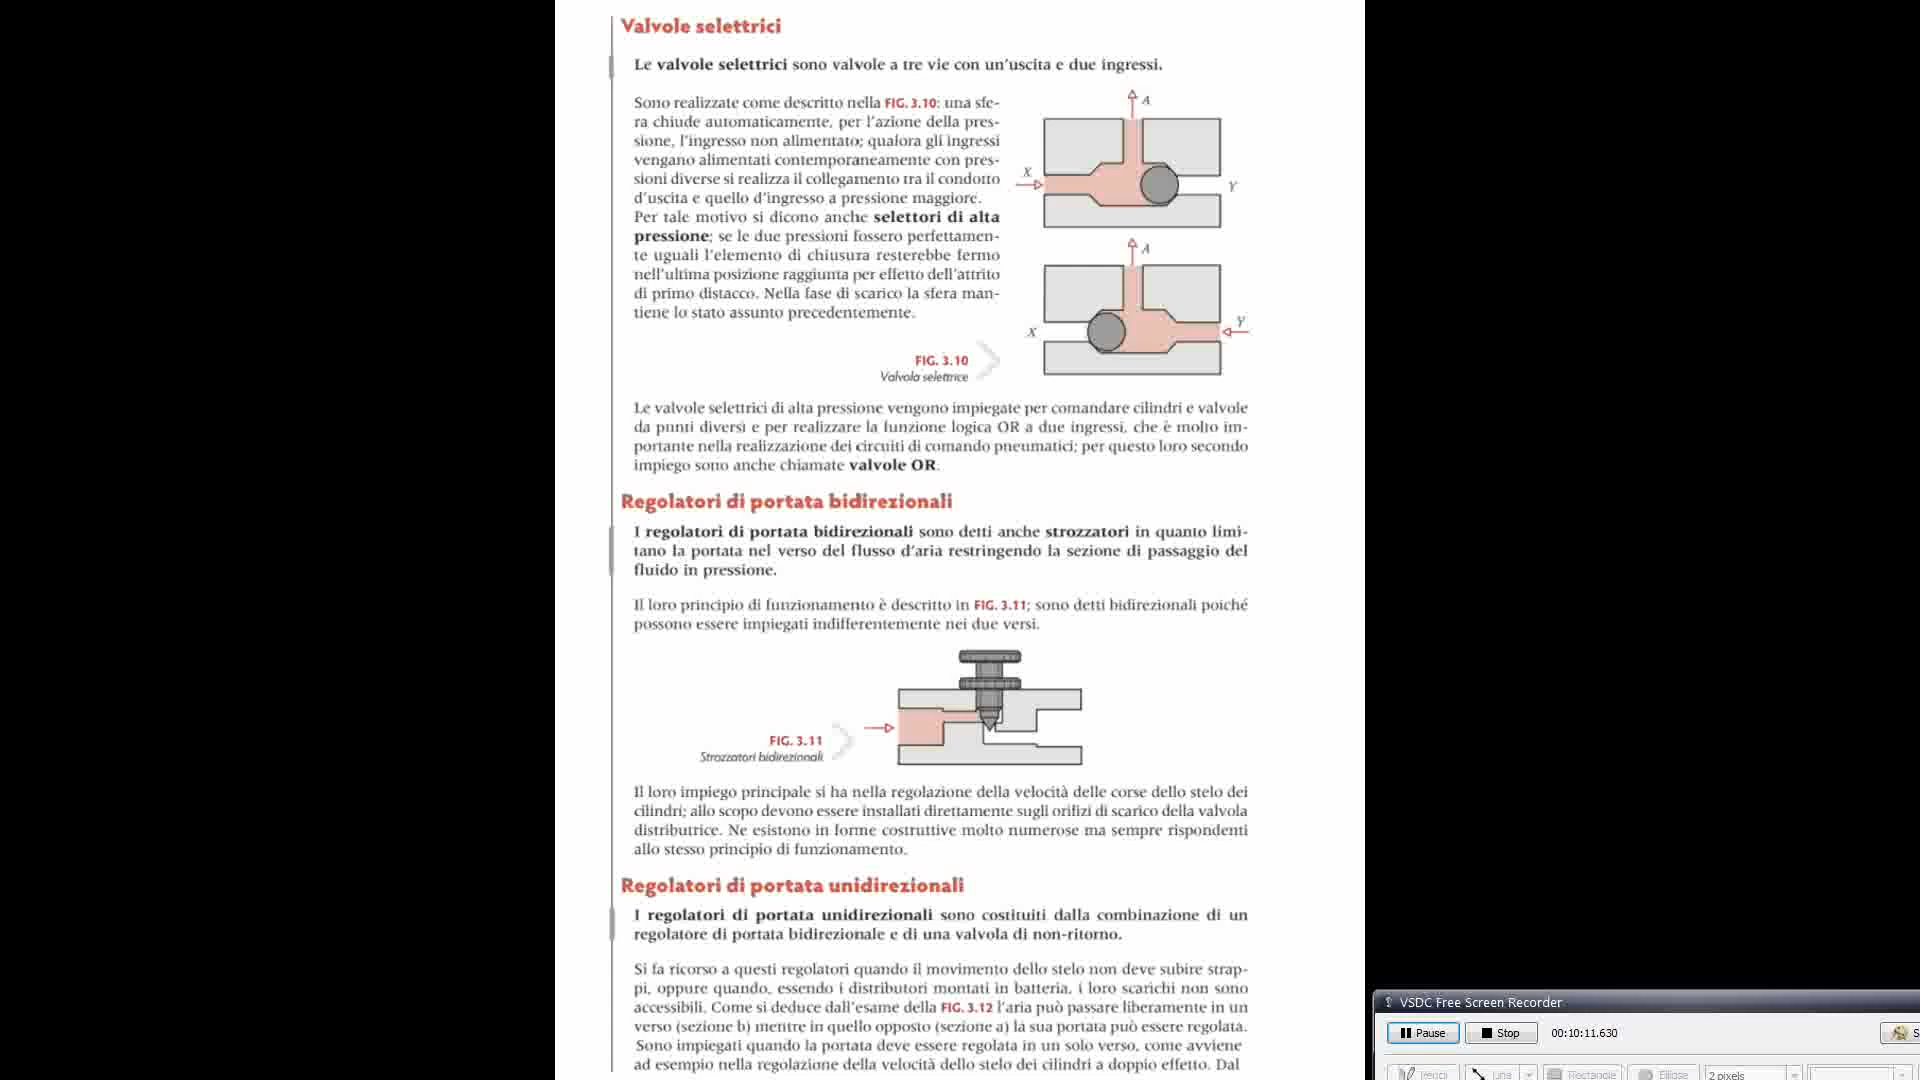 Valvole selettrici
Le valvole selettrici sono valvole a tre vie con un'uscita e due ingressi.
Sono realizzate come descritto nella FIG. 3.10: una sfe-
ra chiude automaticamente, per l'azione della pres-
sione, l'ingresso non alimentato; qualora gli ingressi
vengano alimentati contemporaneamente con pres-
sioni diverse si realizza il collegamento tra il condotto
d'uscita e quello d'ingresso a pressione maggiore.
Per tale motivo si dicono anche selettori di alta
pressione; se le due pressioni fossero perfettamen-
te uguali l'elemento di chiusura resterebbe fermo
nell'ultima posizione raggiunta per effetto dell'attrito
di primo distacco. Nella fase di scarico la sfera man-
tiene lo stato assunto precedentemente.
A
X
Y
A
X
Y
FIG. 3.10
Valvola selettrice
Le valvole selettrici di alta pressione vengono impiegate per comandare cilindri e valvole
da punti diversi e per realizzare la funzione logica OR a due ingressi, che è molto im-
portante nella realizzazione dei circuiti di comando pneumatici; per questo loro secondo
impiego sono anche chiamate valvole OR.
Regolatori di portata bidirezionali
I regolatori di portata bidirezionali sono detti anche strozzatori in quanto limi-
tano la portata nel verso del flusso d'aria restringendo la sezione di passaggio del
fluido in pressione.
Il loro principio di funzionamento è descritto in FIG. 3.11; sono detti bidirezionali poiché
possono essere impiegati indifferentemente nei due versi.
FIG. 3.11
Strozzatori bidirezionali
Il loro impiego principale si ha nella regolazione della velocità delle corse dello stelo dei
cilindri; allo scopo devono essere installati direttamente sugli orifizi di scarico della valvola
distributrice. Ne esistono in forme costruttive molto numerose ma sempre rispondenti
allo stesso principio di funzionamento.
Regolatori di portata unidirezionali
I regolatori di portata unidirezionali sono costituiti dalla combinazione di un
regolatore di portata bidirezionale e di una valvola di non-ritorno.
Si fa ricorso a questi regolatori quando il movimento dello stelo non deve subire strap-
pi, oppure quando, essendo i distributori montati in batteria, i loro scarichi non sono
accessibili. Come si deduce dall'esame della FIG. 3.12 l'aria può passare liberamente in un
verso (sezione b) mentre in quello opposto (sezione a) la sua portata può essere regolata.
Sono impiegati quando la portata deve essere regolata in un solo verso, come avviene
ad esempio nella regolazione della velocità dello stelo dei cilindri a doppio effetto. Dal
VSDC Free Screen Recorder
Pause
Stop
00:10:11.630
S
Line
Rectangle
Ellipse
2 pixels